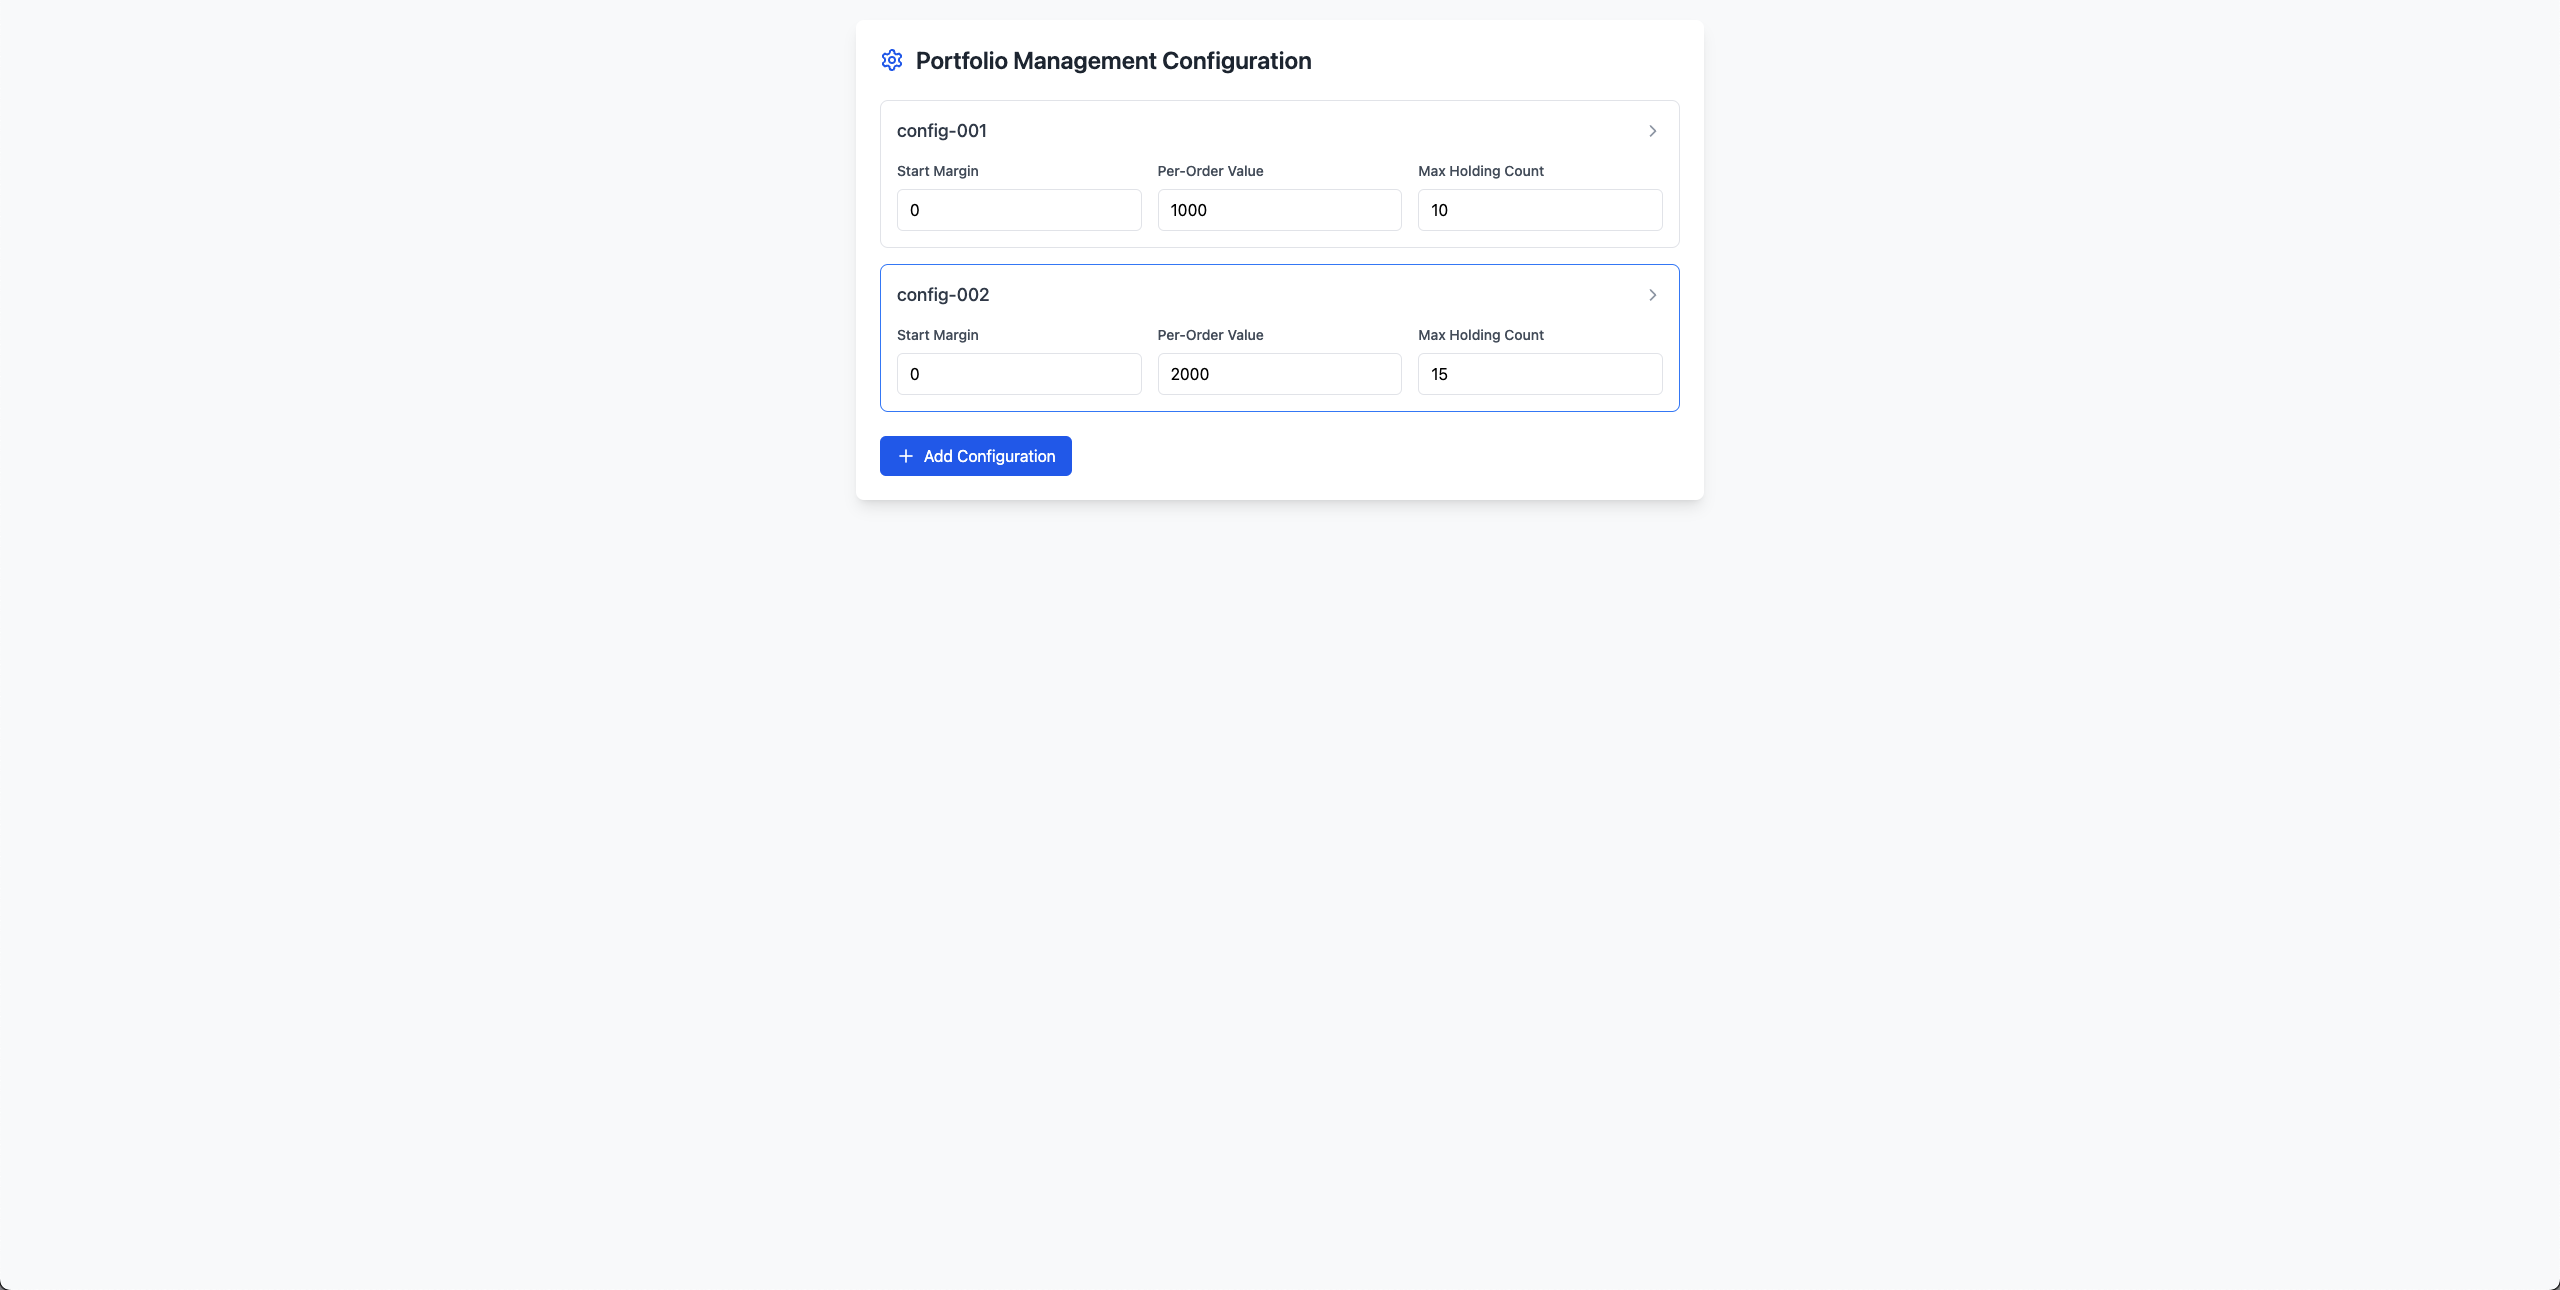 Portfolio Management Configuration
config-001
Start Margin Per-Order Value Max Holding Count
0 1000 10
config-002
Start Margin Per-Order Value Max Holding Count
0 2000 15
Add Configuration